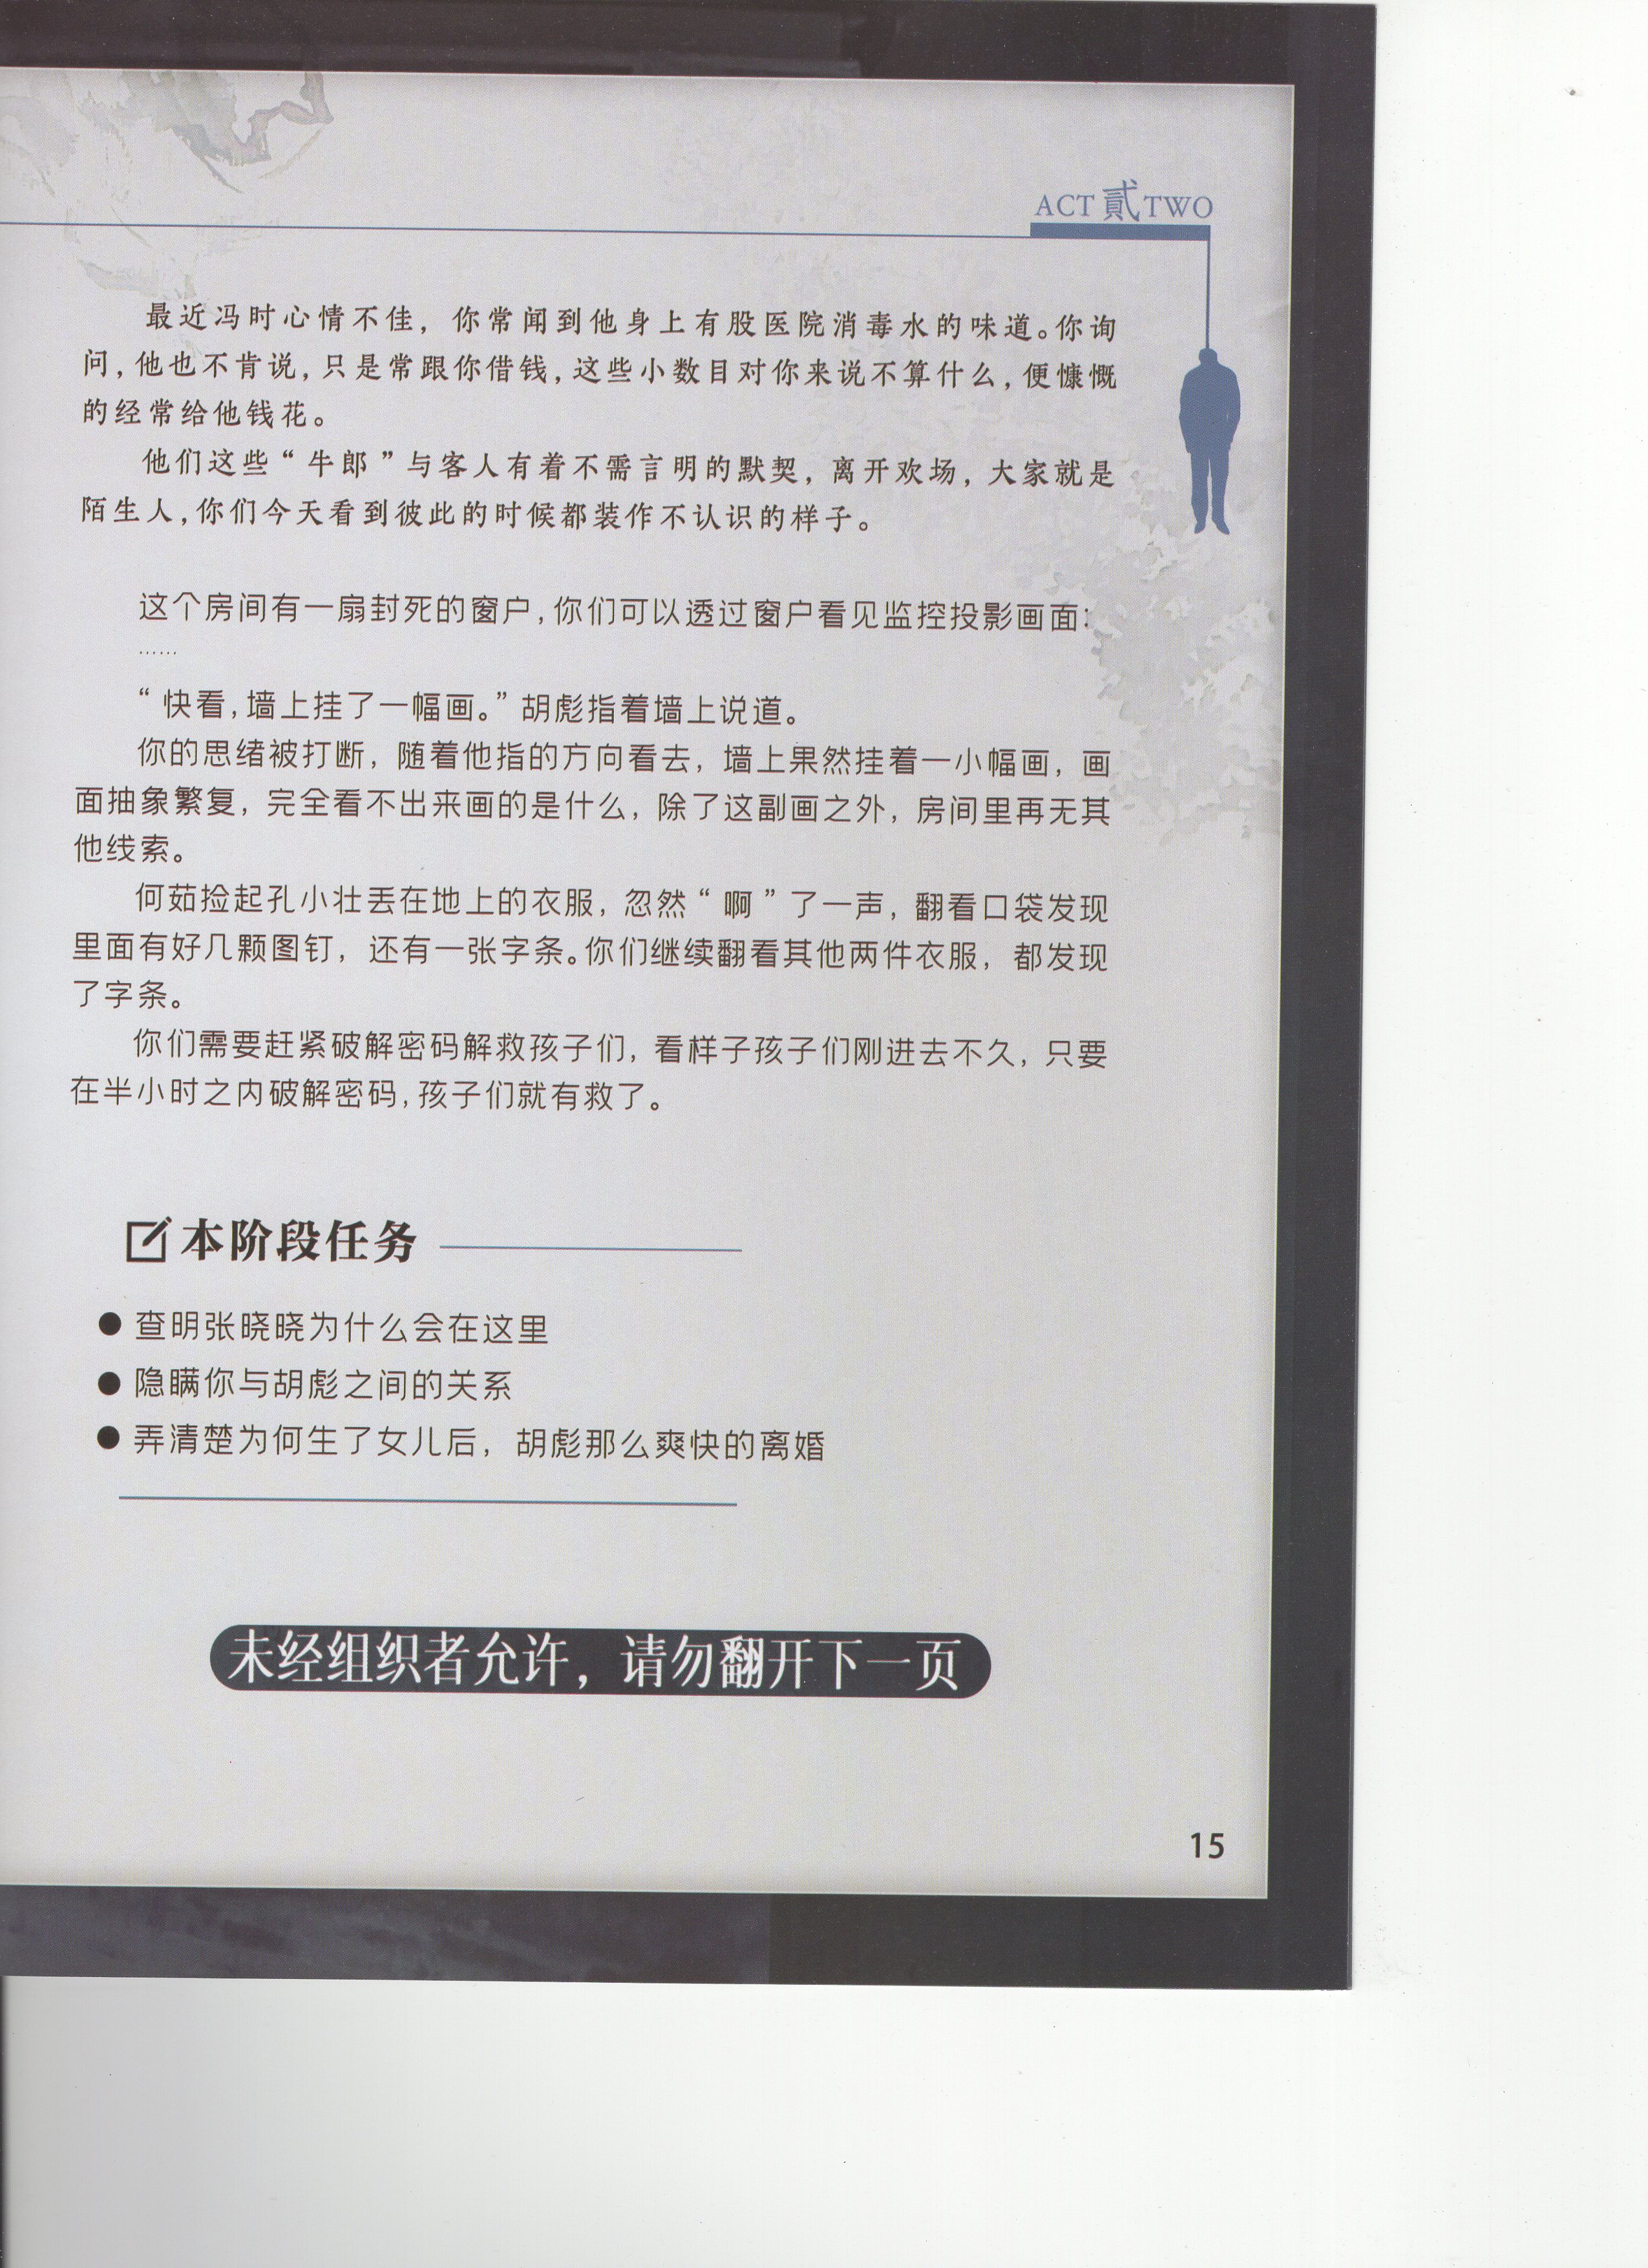 ACT 貳 TWO
最近冯时心情不佳，你常闻到他身上有股医院消毒水的味道。你询
问，他也不肯说，只是常跟你借钱，这些小数目对你来说不算什么，便慷慨
的经常给他钱花。
他们这些“牛郎”与客人有着不需言明的默契，离开欢场，大家就是
陌生人，你们今天看到彼此的时候都装作不认识的样子。
这个房间有一扇封死的窗户，你们可以透过窗户看见监控投影画面：
……
“快看，墙上挂了一幅画。”胡彪指着墙上说道。
你的思绪被打断，随着他指的方向看去，墙上果然挂着一小幅画，画
面抽象繁复，完全看不出来画的是什么，除了这副画之外，房间里再无其
他线索。
何茹捡起孔小壮丢在地上的衣服，忽然“啊”了一声，翻看口袋发现
里面有好几颗图钉，还有一张字条。你们继续翻看其他两件衣服，都发现
了字条。
你们需要赶紧破解密码解救孩子们，看样子孩子们刚进去不久，只要
在半小时之内破解密码，孩子们就有救了。
本阶段任务
● 查明张晓晓为什么会在这里
● 隐瞒你与胡彪之间的关系
● 弄清楚为何生了女儿后，胡彪那么爽快的离婚
未经组织者允许，请勿翻开下一页
15